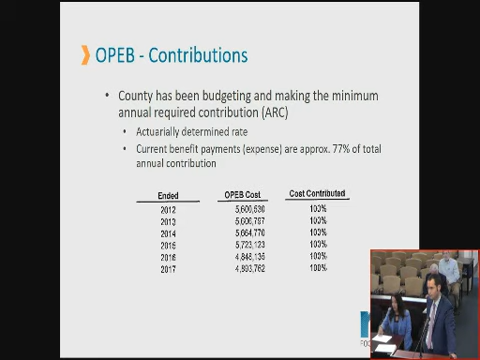 OPEB - Contributions
• County has been budgeting and making the minimum
annual required contribution (ARC)
• Actuarially determined rate
• Current benefit payments (expense) are approx. 77% of total
annual contribution
Ended OPEB Cost Cost Contributed
2012 5,600,530 100%
2013 100%
2014 5,664,770 100%
2015 5,723,123 100%
2016 4,848,135 100%
2017 4,893,762 100%